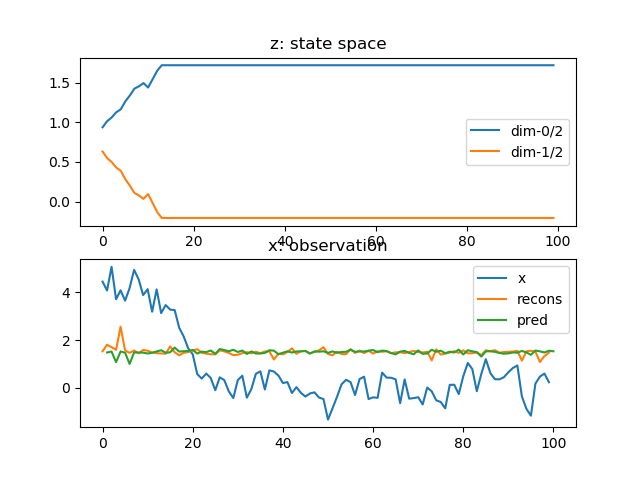 z: state space
1.5
1.0
0.5
0.0
dim-0/2
dim-1/2
0 20 40 60 80 100
x: observation
4
2
0
x
recons
pred
0 20 40 60 80 100